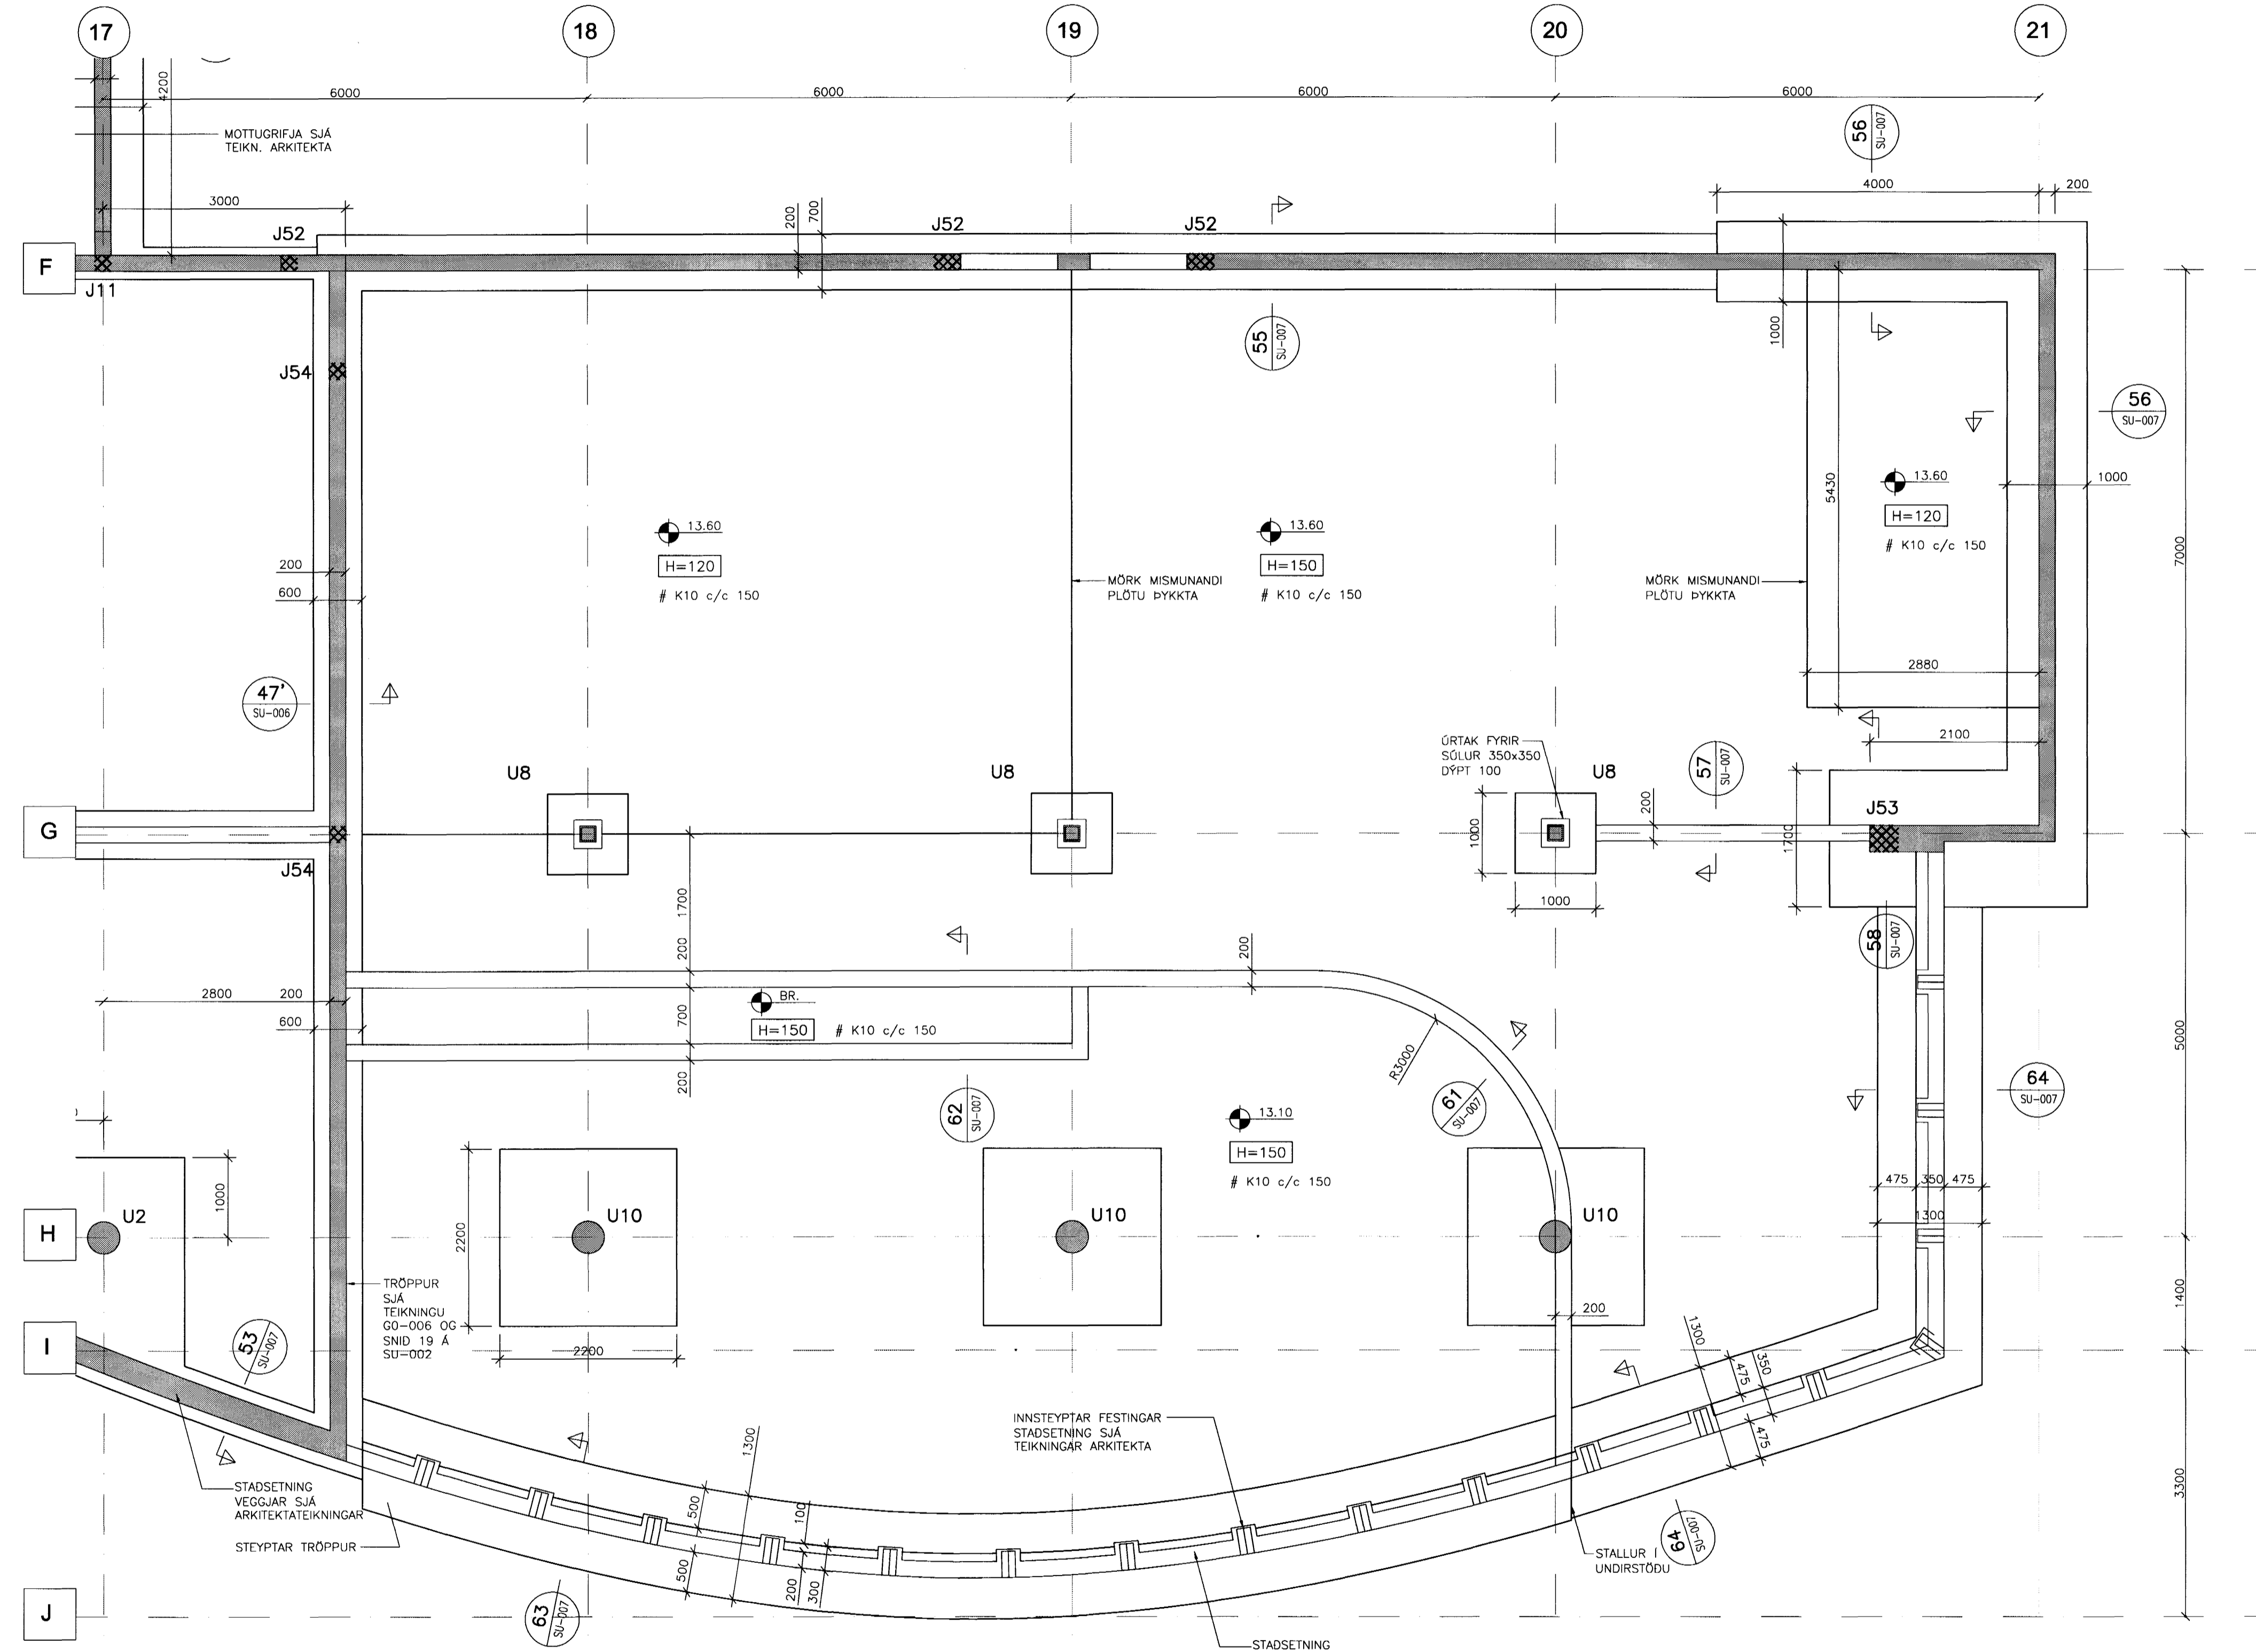 17
18
19
20
21
6000
6000
6000
6000
4200
MOTTUGRIFJA SJÁ
TEIKN. ARKITEKTA
56
SU-007
4000
200
3000
200
700
J52
J52
J52
F
J11
1000
55
SU-007
J54
56
SU-007
5430
13.60
H=120
# K10 c/c 150
1000
13.60
H=120
# K10 c/c 150
13.60
H=150
# K10 c/c 150
7000
200
600
MÖRK MISMUNANDI
PLÖTU ÞYKKTA
MÖRK MISMUNANDI
PLÖTU ÞYKKTA
2880
47'
SU-006
2100
ÚRTAK FYRIR
SÚLUR 350x350
DÝPT 100
57
SU-007
U8
U8
U8
200
J53
G
1000
1700
J54
1700
1000
200
200
58
SU-007
2800
200
BR.
H=150
# K10 c/c 150
600
700
200
R3000
5000
62
SU-007
61
SU-007
64
SU-007
13.10
H=150
# K10 c/c 150
475
350
475
1300
1000
H
U2
2200
U10
U10
U10
TRÖPPUR
SJÁ
TEIKNINGU
GO-006 OG
SNIÐ 19 Á
SU-002
200
1400
I
53
SU-007
2200
1300
475
350
475
INNSTEYPTAR FESTINGAR
STAÐSETNING SJÁ
TEIKNINGAR ARKITEKTA
1300
500
100
STAÐSETNING
VEGGJAR SJÁ
ARKITEKTATEIKNINGAR
STEYPTAR TRÖPPUR
500
200
300
3300
64
SU-007
STALLUR Í
UNDIRSTÖÐU
J
63
SU-007
STAÐSETNING